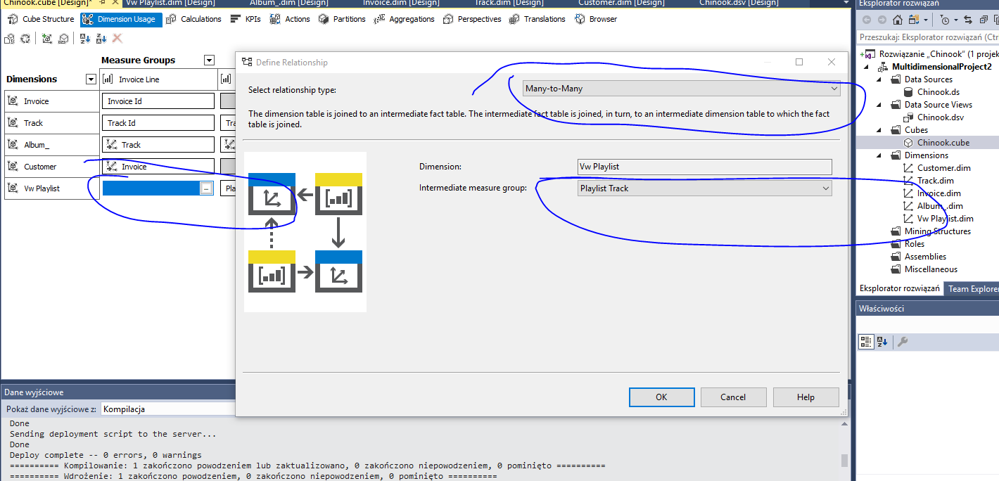 Chinook.cube [Design]* Vw Playlist.dim [Design] Album_.dim [Design] Invoice.dim [Design] Track.dim [Design] Customer.dim [Design] Chinook.dsv [Design] Eksplorator rozwiązań
Cube Structure Dimension Usage Calculations KPIs Actions Partitions Aggregations Perspectives Translations Browser
Przeszukaj: Eksplorator rozwiązań (Ctr
Measure Groups
Dimensions
Invoice Line
Invoice Invoice Id
Track Track Id Tra
Album_ Track
Customer Invoice
Vw Playlist ... Pla
Define Relationship
Select relationship type: Many-to-Many
The dimension table is joined to an intermediate fact table. The intermediate fact table is joined, in turn, to an intermediate dimension table to which the fact
table is joined.
Dimension: Vw Playlist
Intermediate measure group: Playlist Track
OK Cancel Help
Rozwiązanie „Chinook” (1 projek
MultidimensionalProject2
Data Sources
Chinook.ds
Data Source Views
Chinook.dsv
Cubes
Chinook.cube
Dimensions
Customer.dim
Track.dim
Invoice.dim
Album_.dim
Vw Playlist.dim
Mining Structures
Roles
Assemblies
Miscellaneous
Eksplorator rozwiązań Team Explorer
Właściwości
Dane wyjściowe
Pokaż dane wyjściowe z: Kompilacja
Done
Sending deployment script to the server...
Done
Deploy complete -- 0 errors, 0 warnings
========== Kompilowanie: 1 zakończono powodzeniem lub zaktualizowano, 0 zakończono niepowodzeniem, 0 pominięto ==========
========== Wdrożenie: 1 zakończono powodzeniem, 0 zakończono niepowodzeniem, 0 pominięto ==========